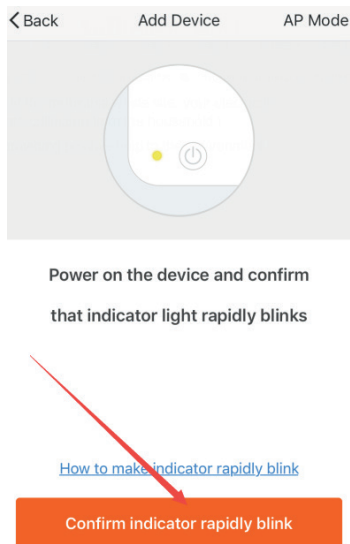 Back Add Device AP Mode
Power on the device and confirm
that indicator light rapidly blinks
How to make indicator rapidly blink
Confirm indicator rapidly blink